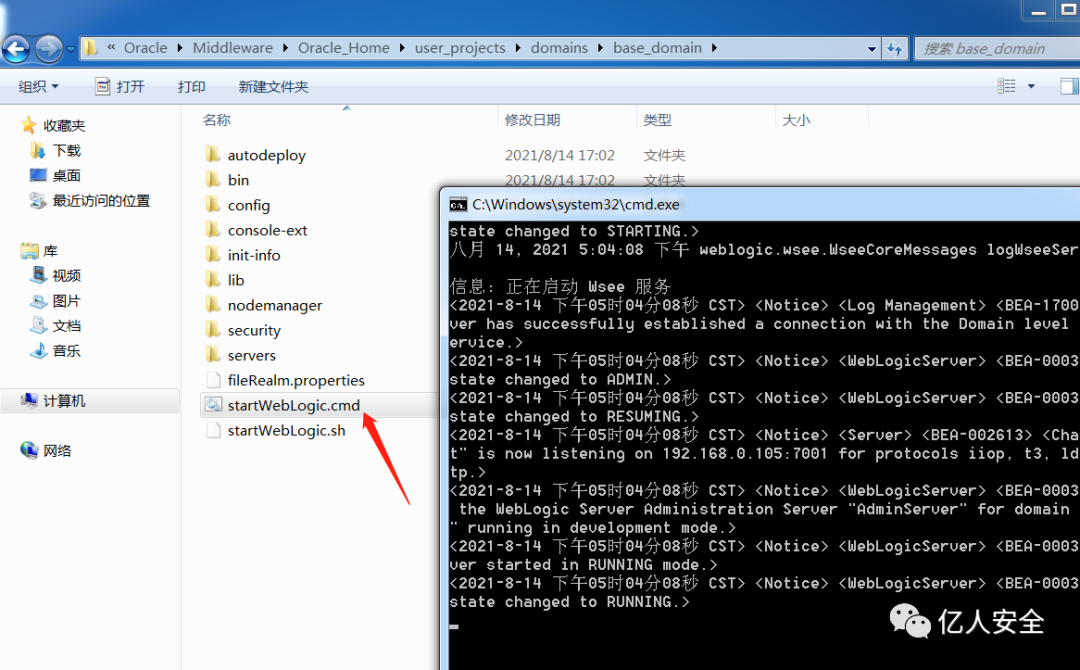 « Oracle Middleware Oracle_Home user_projects domains base_domain
搜索 base_domain
组织 打开 打印 新建文件夹
名称 修改日期 类型 大小
收藏夹
下载
桌面
最近访问的位置
库
视频
图片
文档
音乐
计算机
网络
autodeploy 2021/8/14 17:02 文件夹
bin 2021/8/14 17:02 文件夹
config
console-ext
init-info
lib
nodemanager
security
servers
fileRealm.properties
startWebLogic.cmd
startWebLogic.sh
C:\Windows\system32\cmd.exe
state changed to STARTING.>
八月 14, 2021 5:04:08 下午 weblogic.wsee.WseeCoreMessages logWseeSer
信息: 正在启动 Wsee 服务
<2021-8-14 下午05时04分08秒 CST> <Notice> <Log Management> <BEA-1700
ver has successfully established a connection with the Domain level
ervice.>
<2021-8-14 下午05时04分08秒 CST> <Notice> <WebLogicServer> <BEA-0003
state changed to ADMIN.>
<2021-8-14 下午05时04分08秒 CST> <Notice> <WebLogicServer> <BEA-0003
state changed to RESUMING.>
<2021-8-14 下午05时04分08秒 CST> <Notice> <Server> <BEA-002613> <Cha
t" is now listening on 192.168.0.105:7001 for protocols iiop, t3, ld
tp.>
<2021-8-14 下午05时04分08秒 CST> <Notice> <WebLogicServer> <BEA-0003
the WebLogic Server Administration Server "AdminServer" for domain
" running in development mode.>
<2021-8-14 下午05时04分08秒 CST> <Notice> <WebLogicServer> <BEA-0003
ver started in RUNNING mode.>
<2021-8-14 下午05时04分08秒 CST> <Notice> <WebLogicServer> <BEA-0003
state changed to RUNNING.>
亿人安全